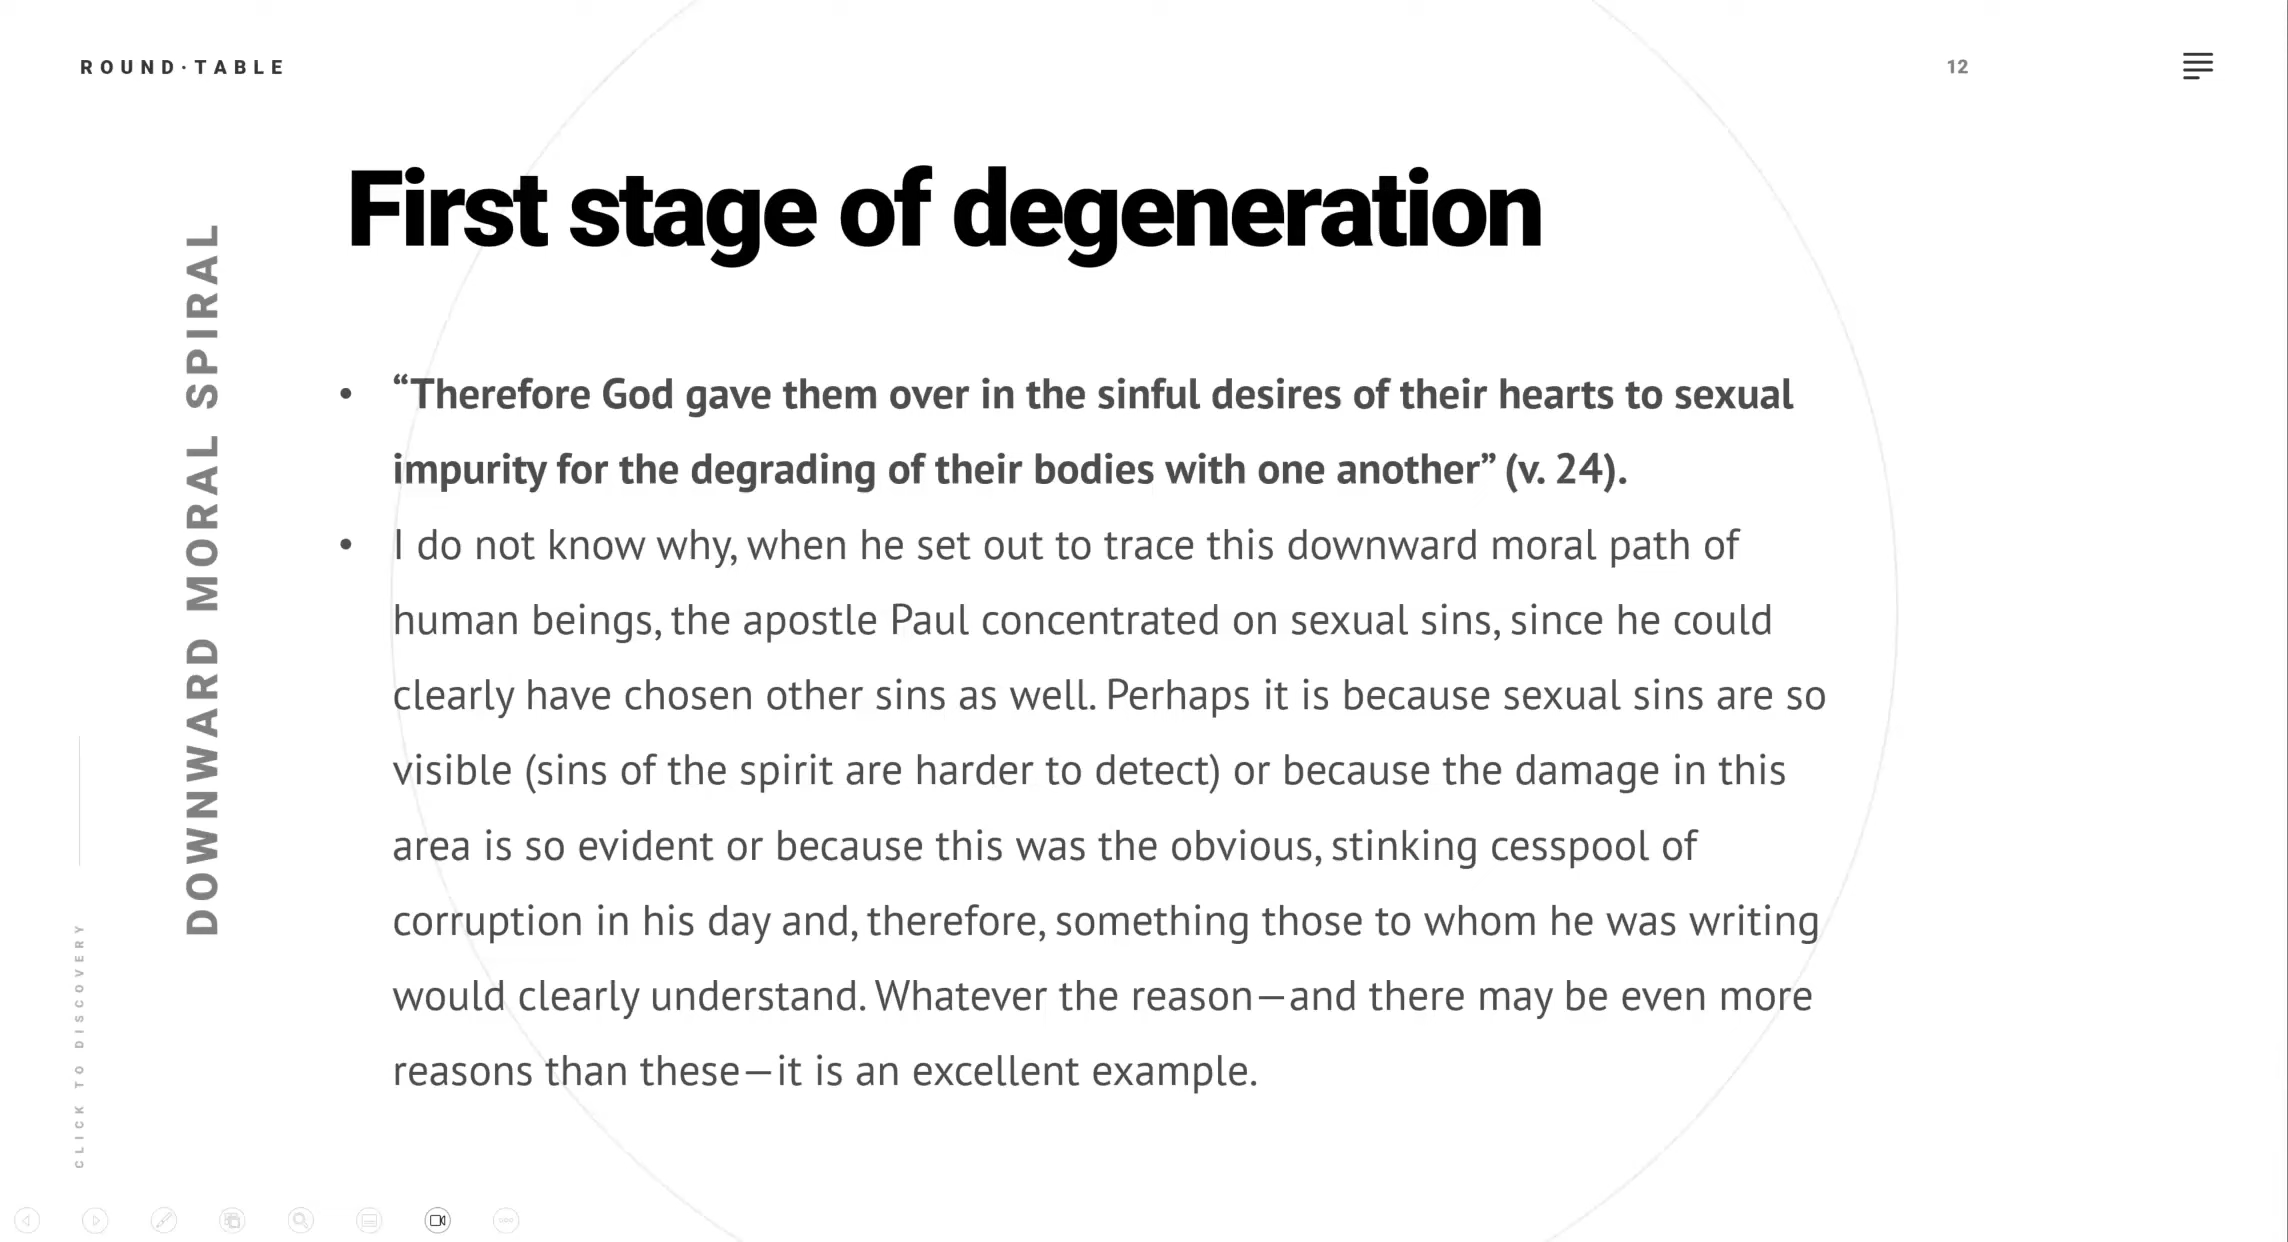 ROUND·TABLE
12
First stage of degeneration
DOWNWARD MORAL SPIRAL
• “Therefore God gave them over in the sinful desires of their hearts to sexual
impurity for the degrading of their bodies with one another” (v. 24).
• I do not know why, when he set out to trace this downward moral path of
human beings, the apostle Paul concentrated on sexual sins, since he could
clearly have chosen other sins as well. Perhaps it is because sexual sins are so
visible (sins of the spirit are harder to detect) or because the damage in this
area is so evident or because this was the obvious, stinking cesspool of
corruption in his day and, therefore, something those to whom he was writing
would clearly understand. Whatever the reason—and there may be even more
reasons than these—it is an excellent example.
CLICK TO DISCOVERY